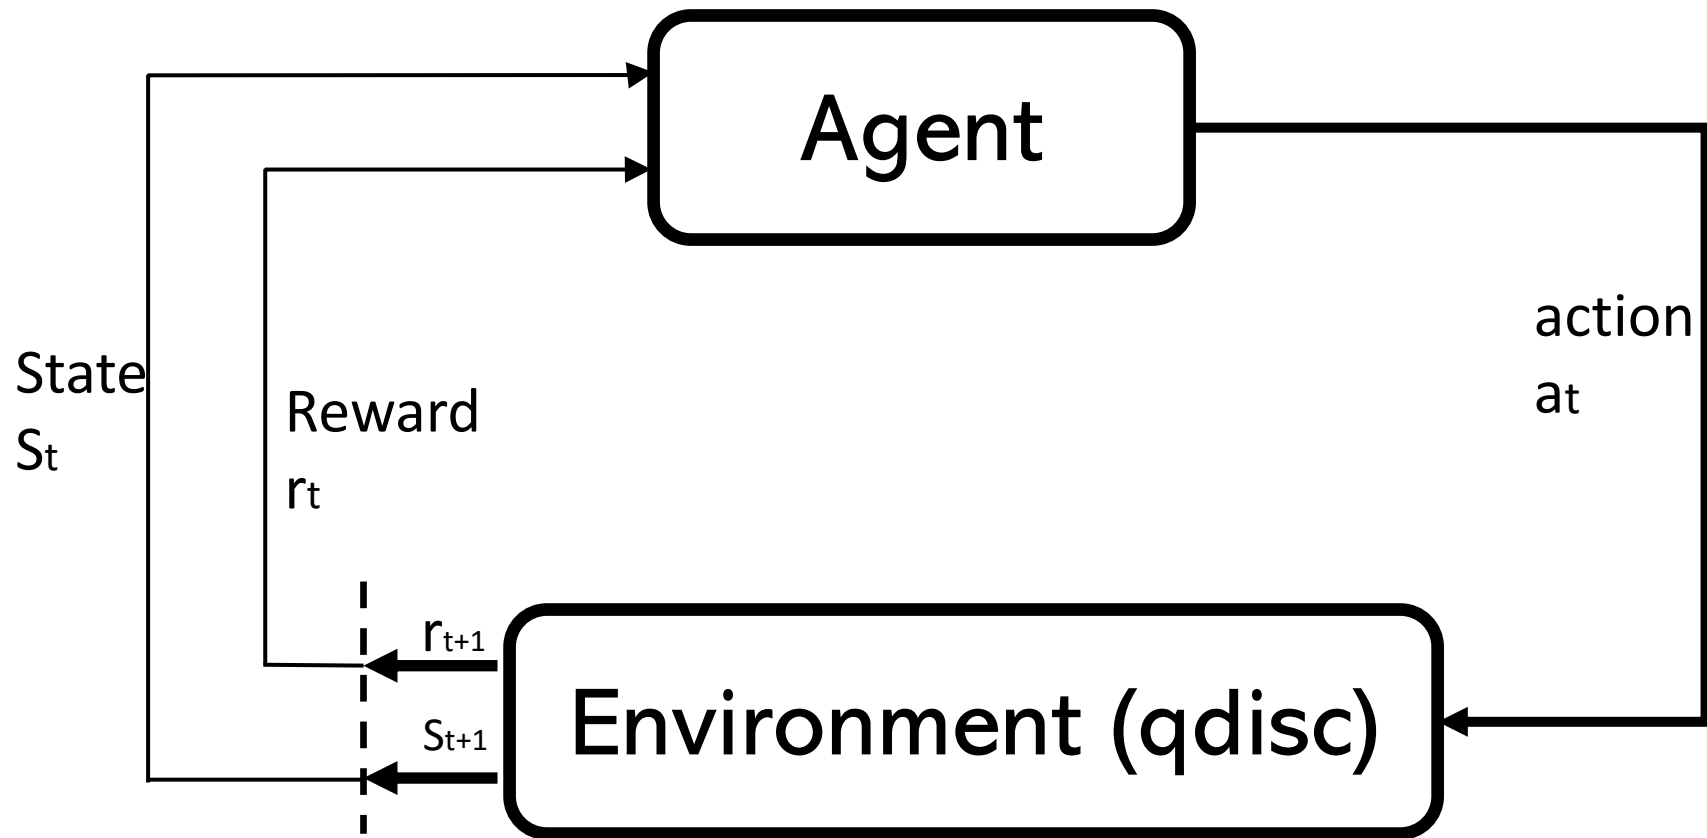 Agent
action
at
State
St
Reward
rt
rt+1
St+1
Environment (qdisc)